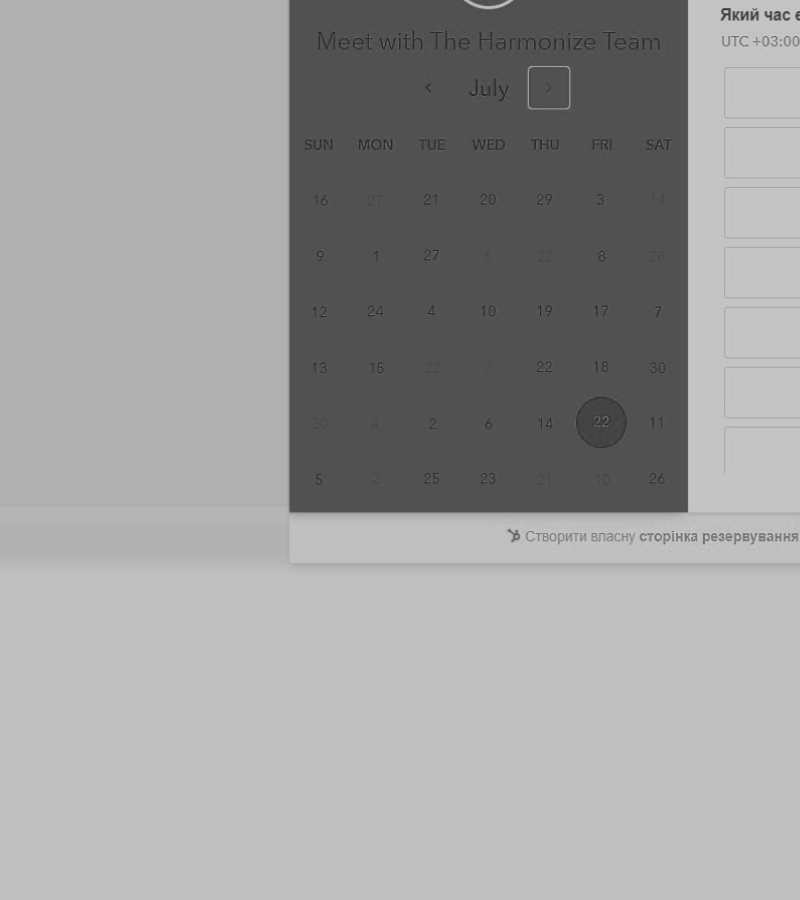 Meet with The Harmonize Team
July
SUN MON TUE WED THU FRI SAT
16 27 21 20 29 3 14
9 1 27 6 22 8 28
12 24 4 10 19 17 7
13 15 22 7 22 18 30
30 4 2 6 14 22 11
5 2 25 23 21 10 26
Який час
UTC +03:00
Створити власну сторінка резервування